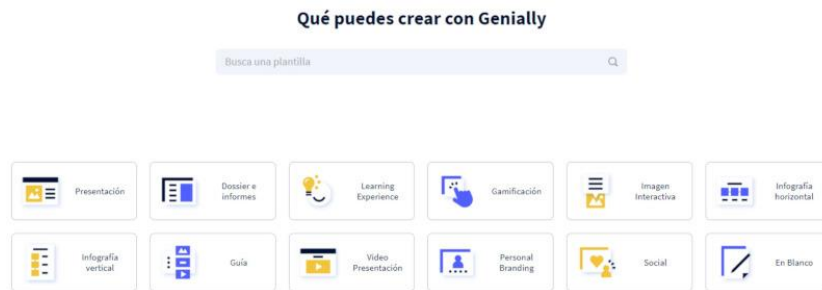 Qué puedes crear con Genially
Busca una plantilla
Presentación
Dossier e
informes
Learning
Experience
Gamificación
Imagen
Interactiva
Infografía
horizontal
Infografía
vertical
Guía
Video
Presentación
Personal
Branding
Social
En Blanco